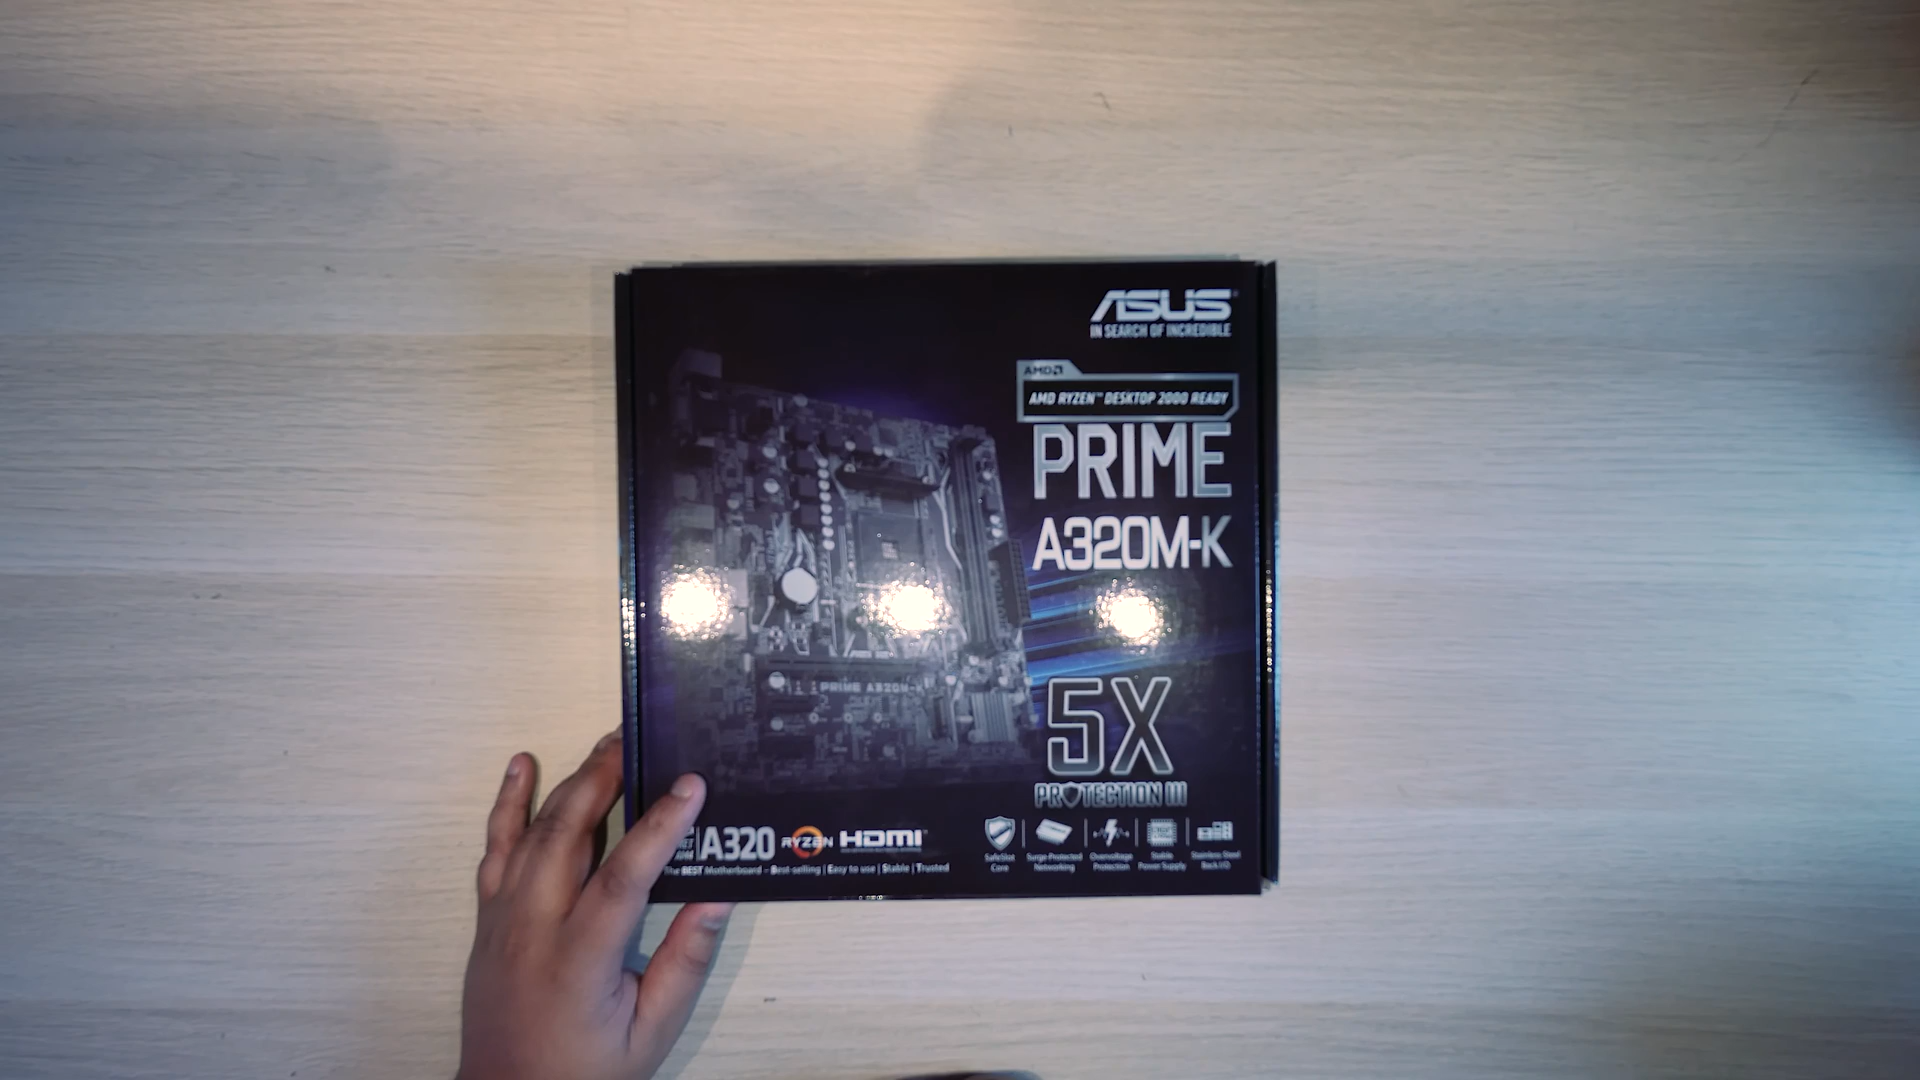 ASUS
IN SEARCH OF INCREDIBLE
AMD
AMD RYZEN™ DESKTOP 2000 READY
PRIME
A320M-K
PRIME A320M-K
5X
PROTECTION III
A320 RYZEN HDMI™
The BEST Motherboard – Best-selling | Easy to use | Stable | Trusted
SafeSlot Core
Surge-Protected Networking
Overvoltage Protection
Stable Power Supply
Stainless Steel Back I/O